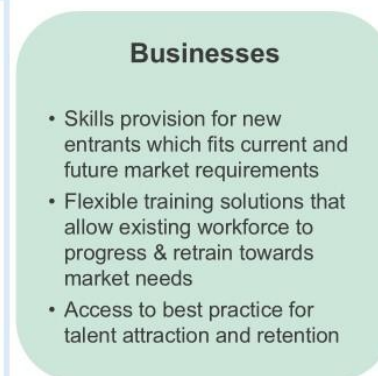 Businesses
• Skills provision for new
entrants which fits current and
future market requirements
• Flexible training solutions that
allow existing workforce to
progress & retrain towards
market needs
• Access to best practice for
talent attraction and retention